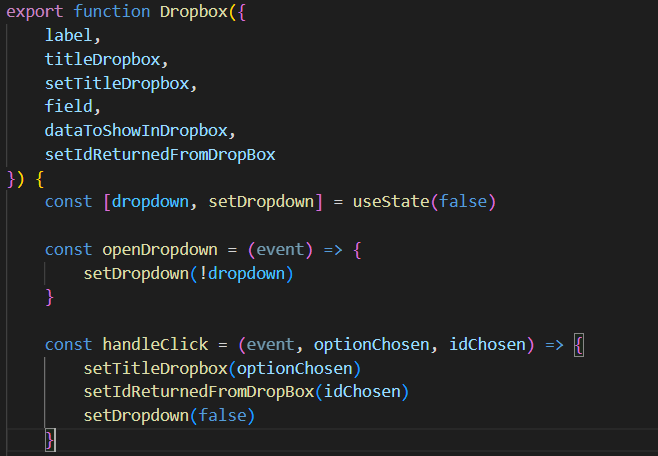 export function Dropbox({
    label,
    titleDropbox,
    setTitleDropbox,
    field,
    dataToShowInDropbox,
    setIdReturnedFromDropBox
}) {
    const [dropdown, setDropdown] = useState(false)

    const openDropdown = (event) => {
        setDropdown(!dropdown)
    }

    const handleClick = (event, optionChosen, idChosen) => {
        setTitleDropbox(optionChosen)
        setIdReturnedFromDropBox(idChosen)
        setDropdown(false)
    }